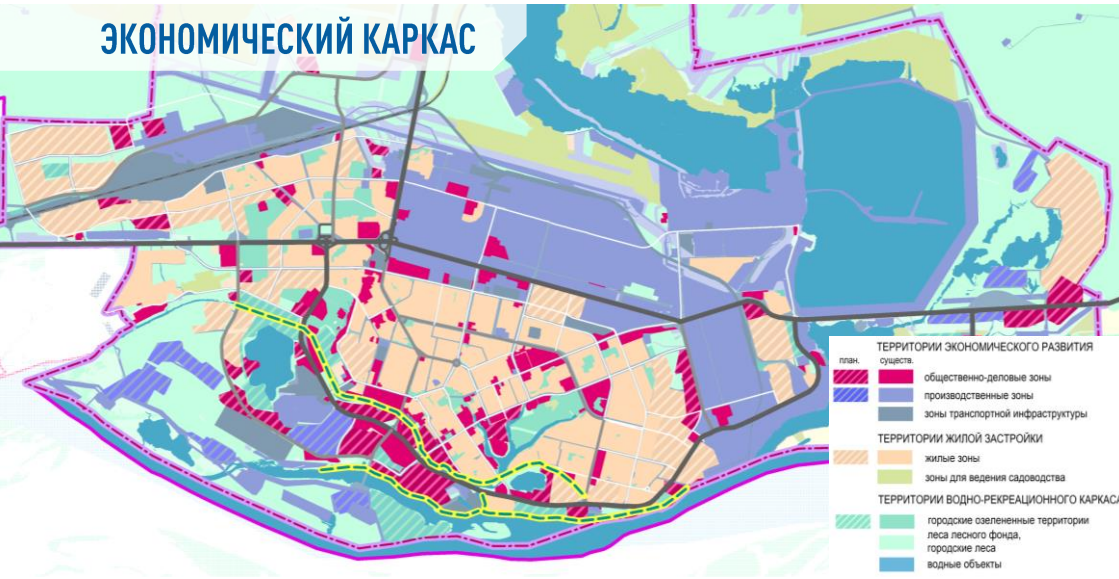 ЭКОНОМИЧЕСКИЙ КАРКАС
ТЕРРИТОРИИ ЭКОНОМИЧЕСКОГО РАЗВИТИЯ
план. существ.
общественно-деловые зоны
производственные зоны
зоны транспортной инфраструктуры
ТЕРРИТОРИИ ЖИЛОЙ ЗАСТРОЙКИ
жилые зоны
зоны для ведения садоводства
ТЕРРИТОРИИ ВОДНО-РЕКРЕАЦИОННОГО КАРКАСА
городские озелененные территории
леса лесного фонда,
городские леса
водные объекты